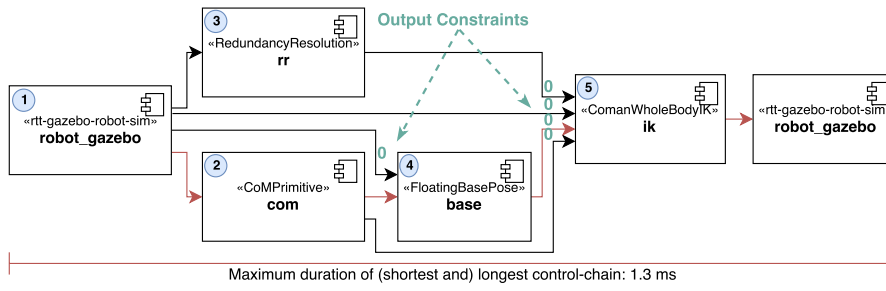 3
«RedundancyResolution»
rr
Output Constraints
1
«rtt-gazebo-robot-sim»
robot_gazebo
0
0
0
0
5
«ComanWholeBodyIK»
ik
«rtt-gazebo-robot-sim
robot_gazebo
2
«CoMPrimitive»
com
0
4
«FloatingBasePose»
base
Maximum duration of (shortest and) longest control-chain: 1.3 ms